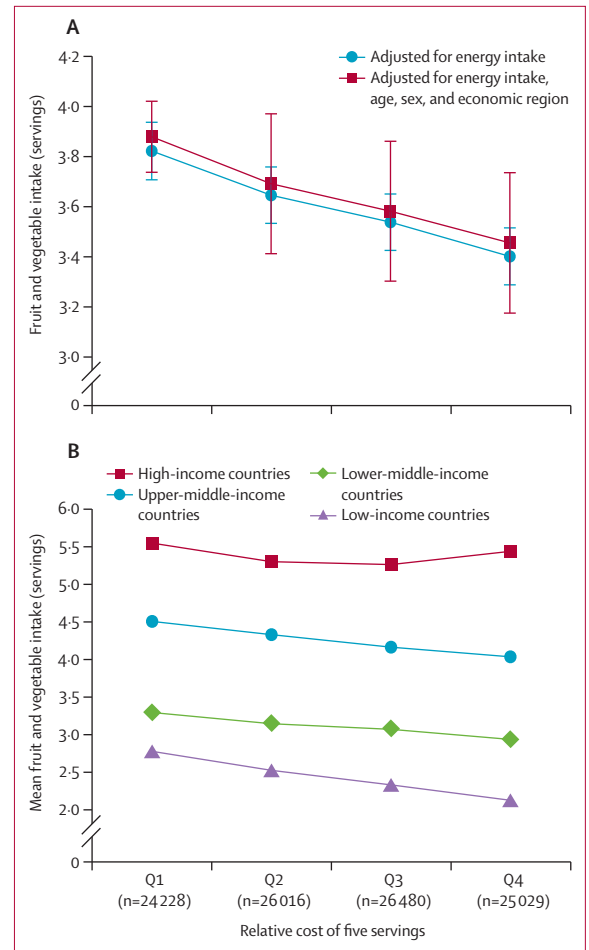 A
Adjusted for energy intake
Adjusted for energy intake,
age, sex, and economic region
4·2
4·0
3·8
3·6
3·4
3·2
3·0
0
Fruit and vegetable intake (servings)
B
High-income countries
Upper-middle-income
countries
Lower-middle-income
countries
Low-income countries
6·0
5·5
5·0
4·5
4·0
3·5
3·0
2·5
2·0
0
Mean fruit and vegetable intake (servings)
Q1
(n=24 228)
Q2
(n=26 016)
Q3
(n=26 480)
Q4
(n=25 029)
Relative cost of five servings